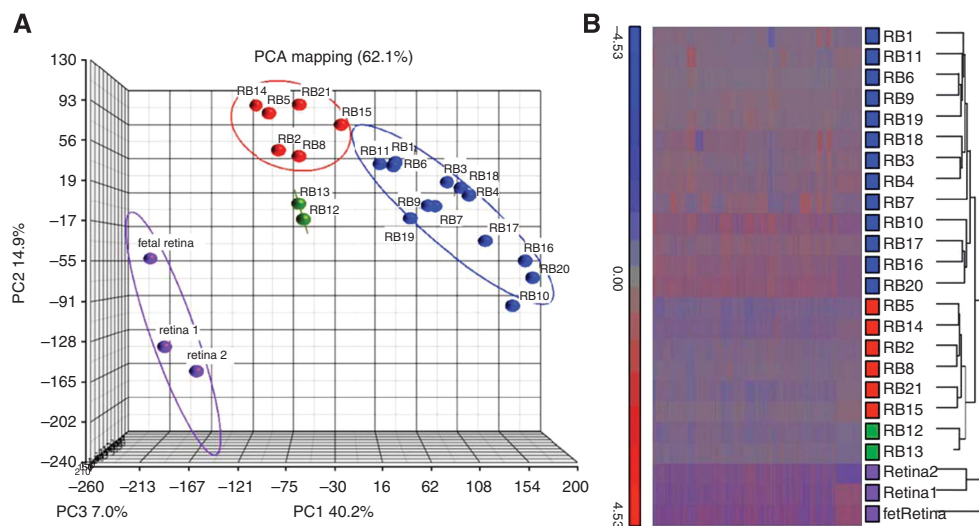 A
PCA mapping (62.1%)
130
93
56
19
−17
−55
−91
−128
−165
−202
−240
PC2 14.9%
RB14
RB5
RB21
RB15
RB2
RB8
RB13
RB12
RB11
RB1
RB6
RB3
RB18
RB4
RB9
RB7
RB19
RB17
RB16
RB20
RB10
fetal retina
retina 1
retina 2
−260
−213
−167
−121
−75
−30
16
62
108
154
200
PC3 7.0%
PC1 40.2%
B
−4.53
0.00
4.53
RB1
RB11
RB6
RB9
RB19
RB18
RB3
RB4
RB7
RB10
RB17
RB16
RB20
RB5
RB14
RB2
RB8
RB21
RB15
RB12
RB13
Retina2
Retina1
fetRetina